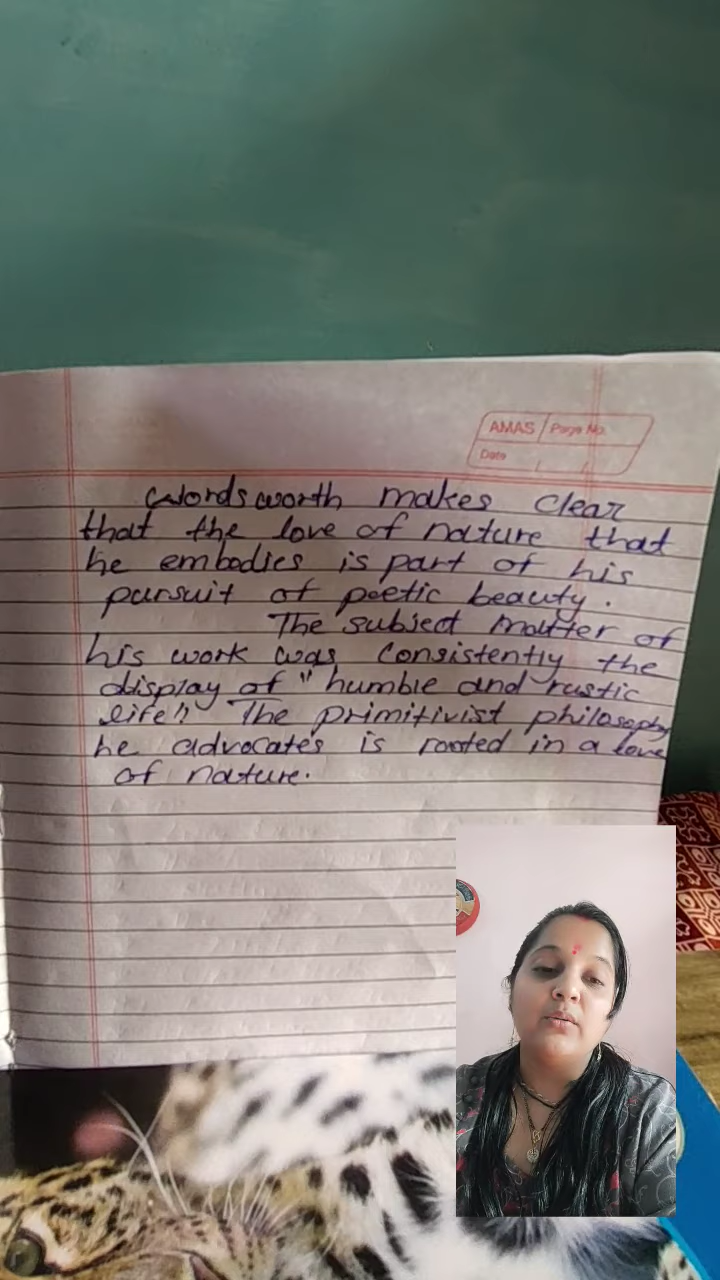 AMAS Page No.
Date
Wordsworth makes clear
that the love of nature that
he embodies is part of his
pursuit of poetic beauty.
The subject matter of
his work was consistently the
display of "humble and rustic
life". The primitivist philosophy
he advocates is rooted in a love
of nature.